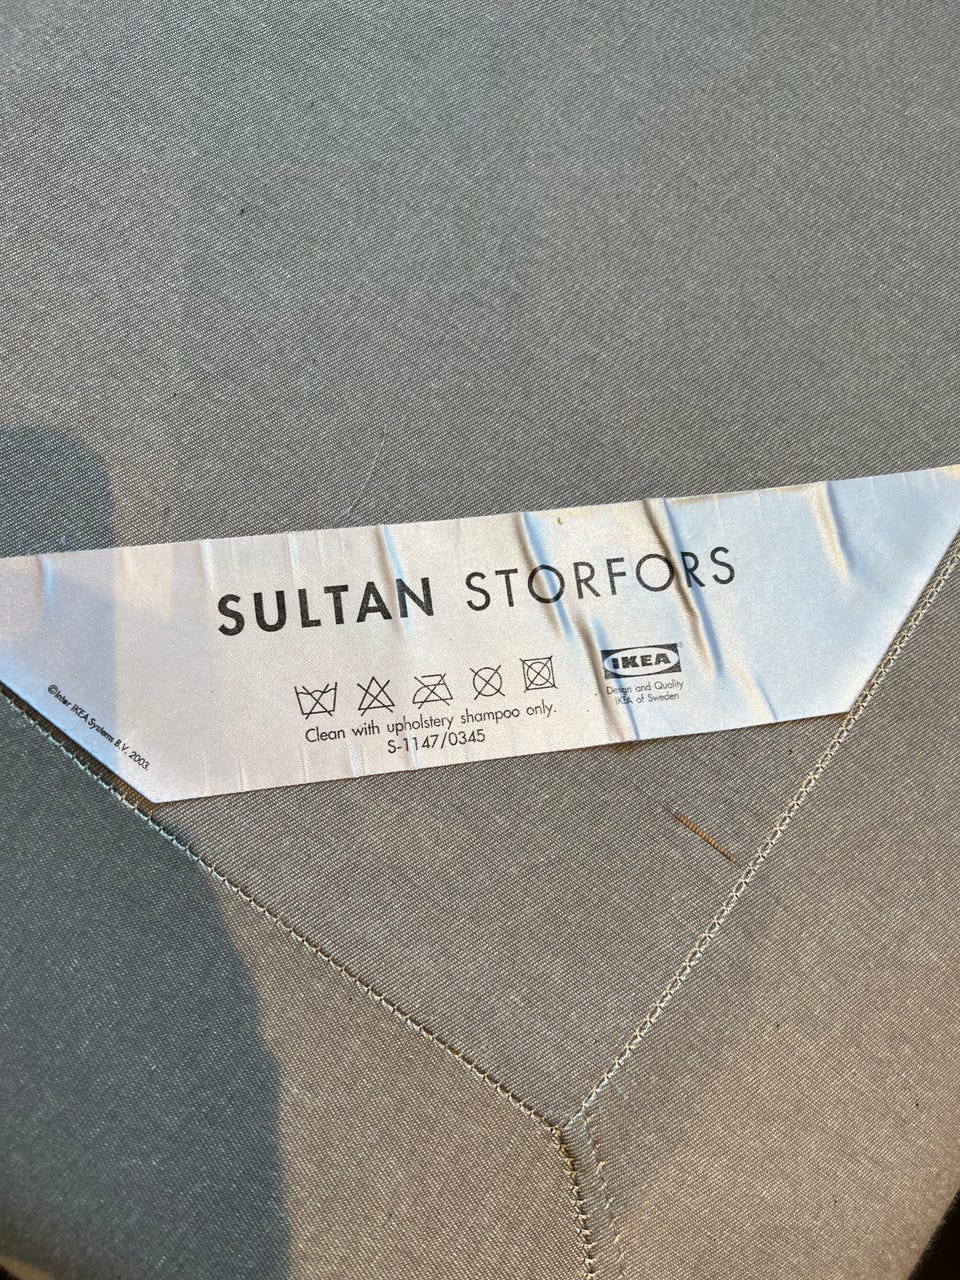 SULTAN STORFORS
Clean with upholstery shampoo only.
S-1147/0345
IKEA
Design and Quality
IKEA of Sweden
©Inter IKEA Systems B.V. 2003.